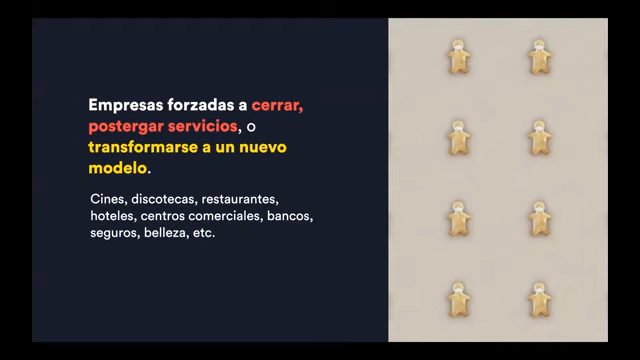 Empresas forzadas a cerrar,
postergar servicios, o
transformarse a un nuevo
modelo.
Cines, discotecas, restaurantes,
hoteles, centros comerciales, bancos,
seguros, belleza, etc.